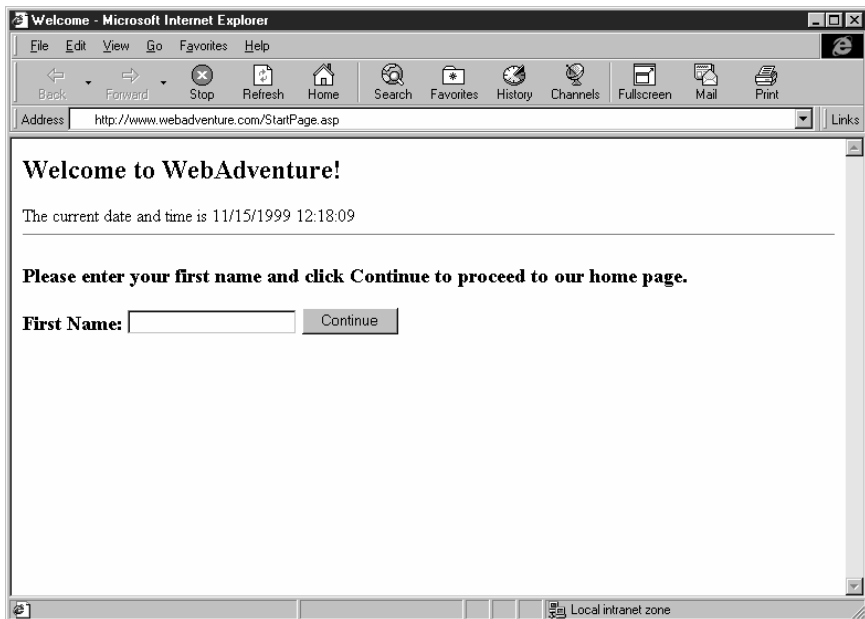 Welcome - Microsoft Internet Explorer
File Edit View Go Favorites Help
Back Forward Stop Refresh Home Search Favorites History Channels Fullscreen Mail Print
Address http://www.webadventure.com/StartPage.asp Links
Welcome to WebAdventure!
The current date and time is 11/15/1999 12:18:09
Please enter your first name and click Continue to proceed to our home page.
First Name: Continue
Local intranet zone